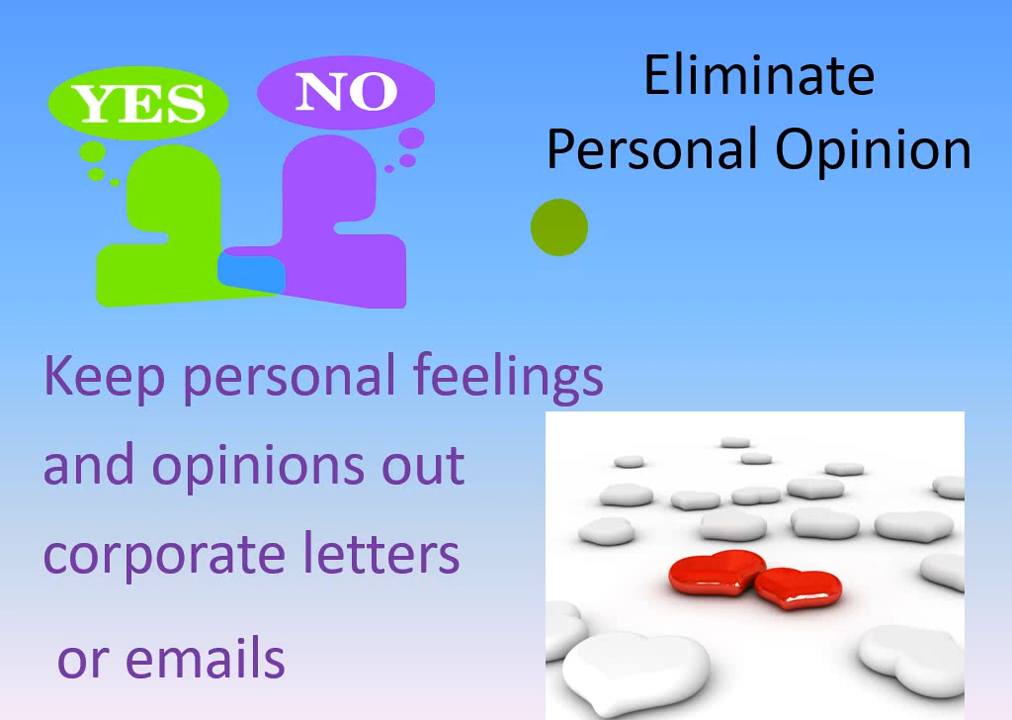 YES
NO
Eliminate
Personal Opinion
Keep personal feelings
and opinions out
corporate letters
or emails